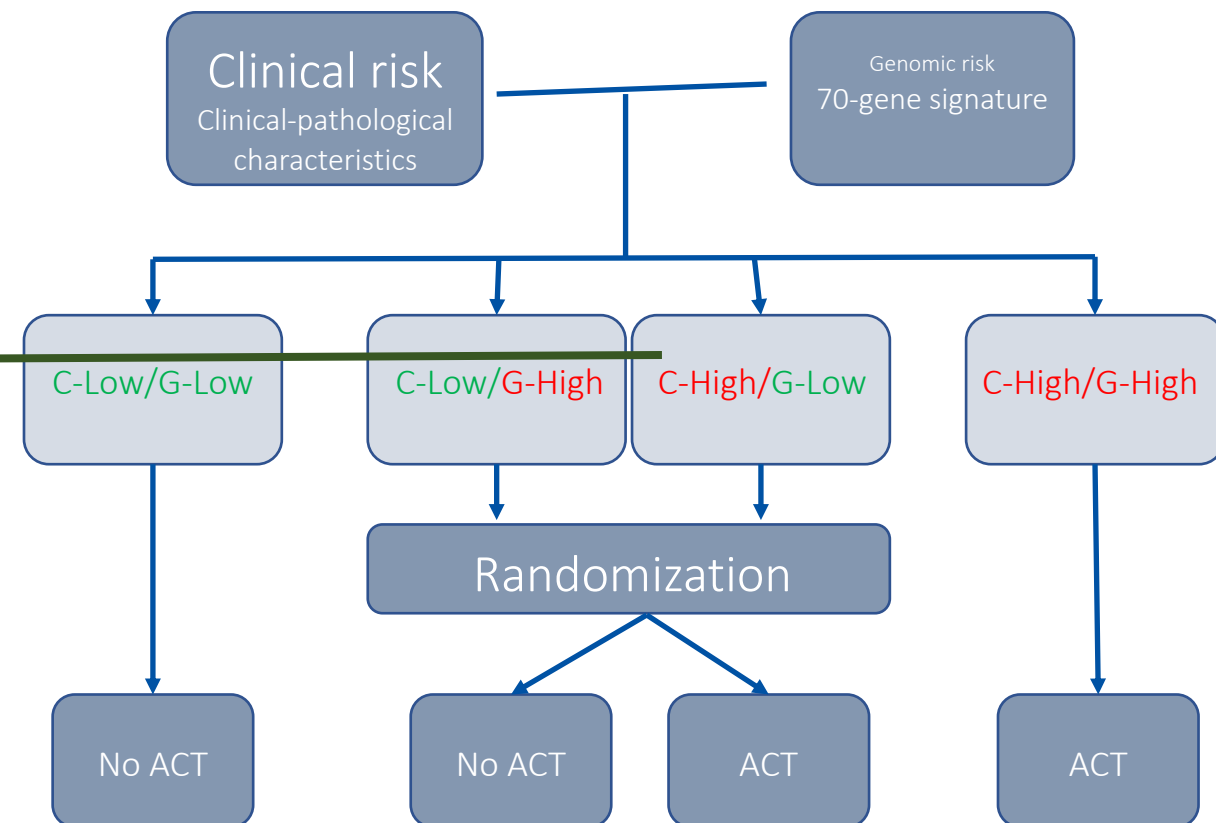 Clinical risk
Clinical-pathological
characteristics
Genomic risk
70-gene signature
C-Low/G-Low
C-Low/G-High
C-High/G-Low
C-High/G-High
Randomization
No ACT
No ACT
ACT
ACT